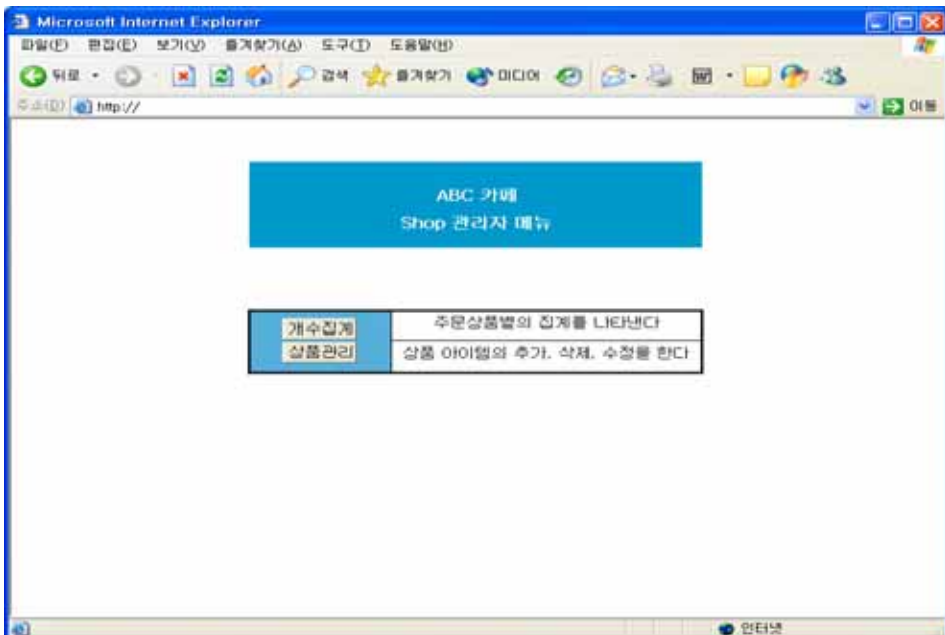 Microsoft Internet Explorer
파일(F) 편집(E) 보기(V) 즐겨찾기(A) 도구(T) 도움말(H)
뒤로 검색 즐겨찾기 미디어
주소(D) http:// 이동
ABC 카페
Shop 관리자 메뉴
개수집계 주문상품별의 집계를 나타낸다
상품관리 상품 아이템의 추가, 삭제, 수정을 한다
인터넷